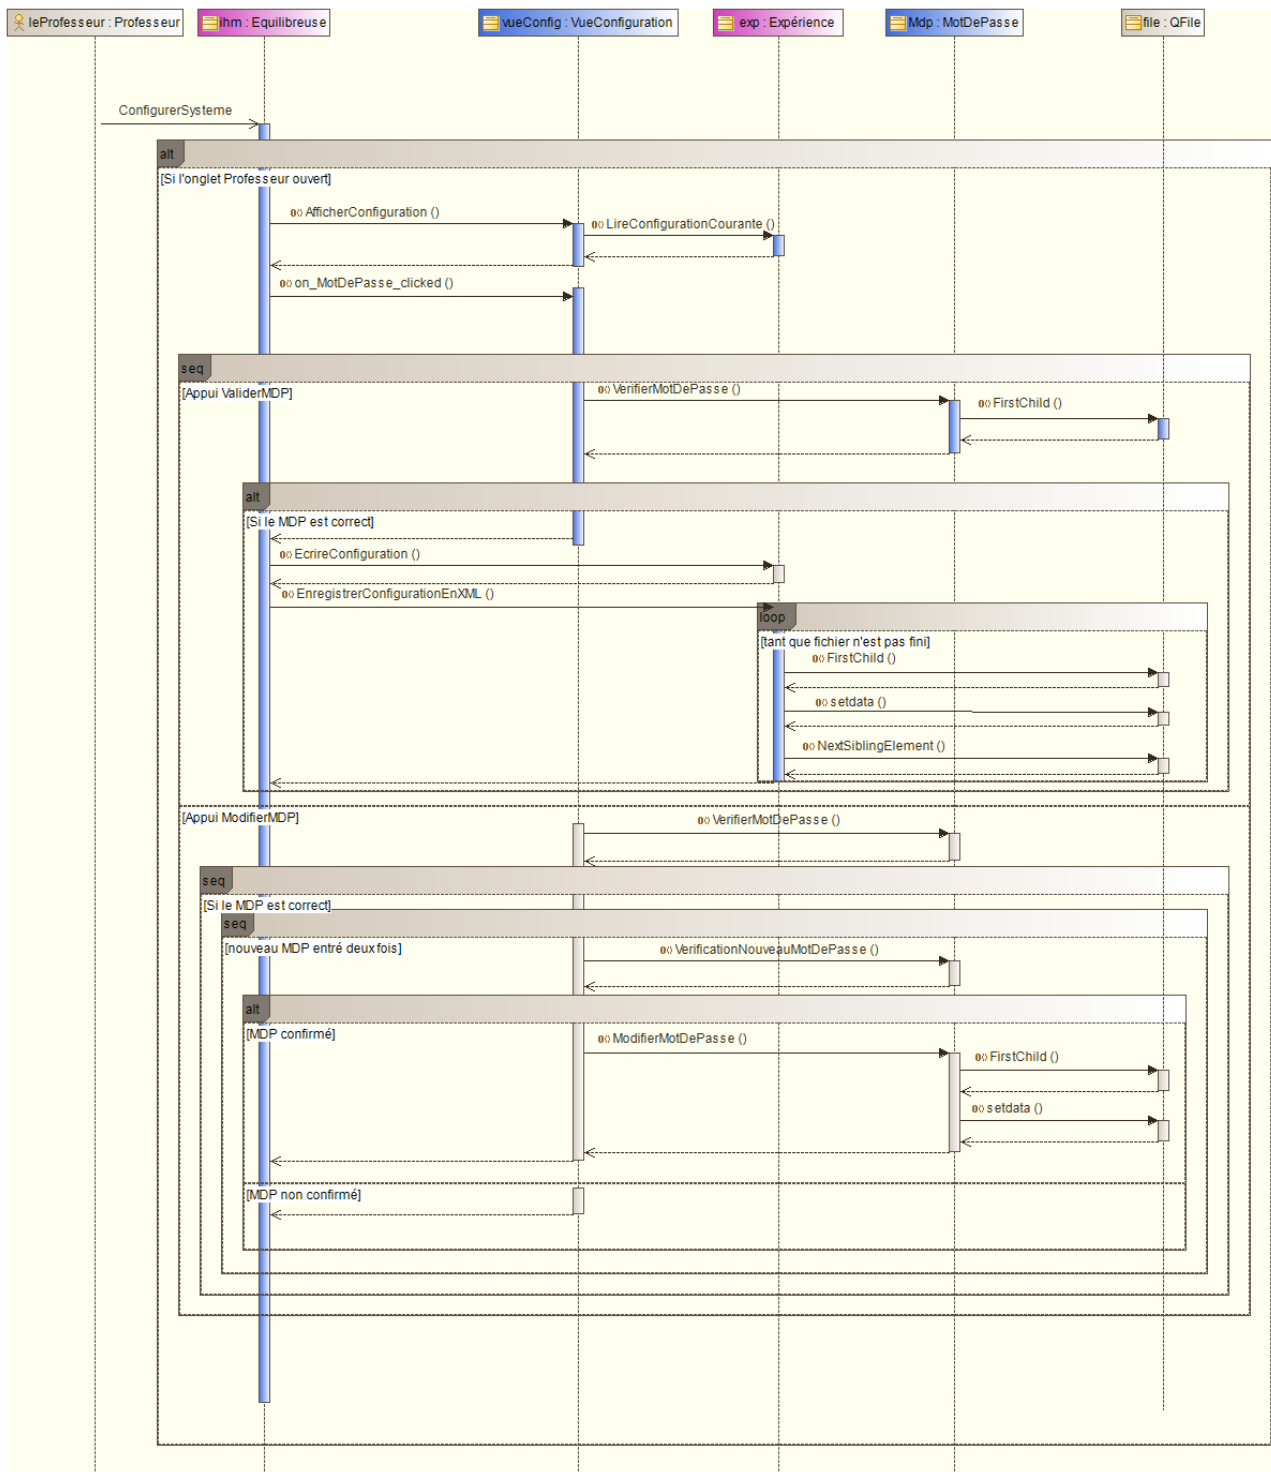 leProfesseur : Professeur
ihm : Equilibreuse
vueConfig : VueConfiguration
exp : Expérience
Mdp : MotDePasse
file : QFile
ConfigurerSysteme
alt
[Si l'onglet Professeur ouvert]
AfficherConfiguration ()
LireConfigurationCourante ()
on_MotDePasse_clicked ()
seq
[Appui ValiderMDP]
VerifierMotDePasse ()
FirstChild ()
alt
[Si le MDP est correct]
EcrireConfiguration ()
EnregistrerConfigurationEnXML ()
loop
[tant que fichier n'est pas fini]
FirstChild ()
setdata ()
NextSiblingElement ()
[Appui ModifierMDP]
VerifierMotDePasse ()
seq
[Si le MDP est correct]
seq
[nouveau MDP entré deux fois]
VerificationNouveauMotDePasse ()
alt
[MDP confirmé]
ModifierMotDePasse ()
FirstChild ()
setdata ()
[MDP non confirmé]